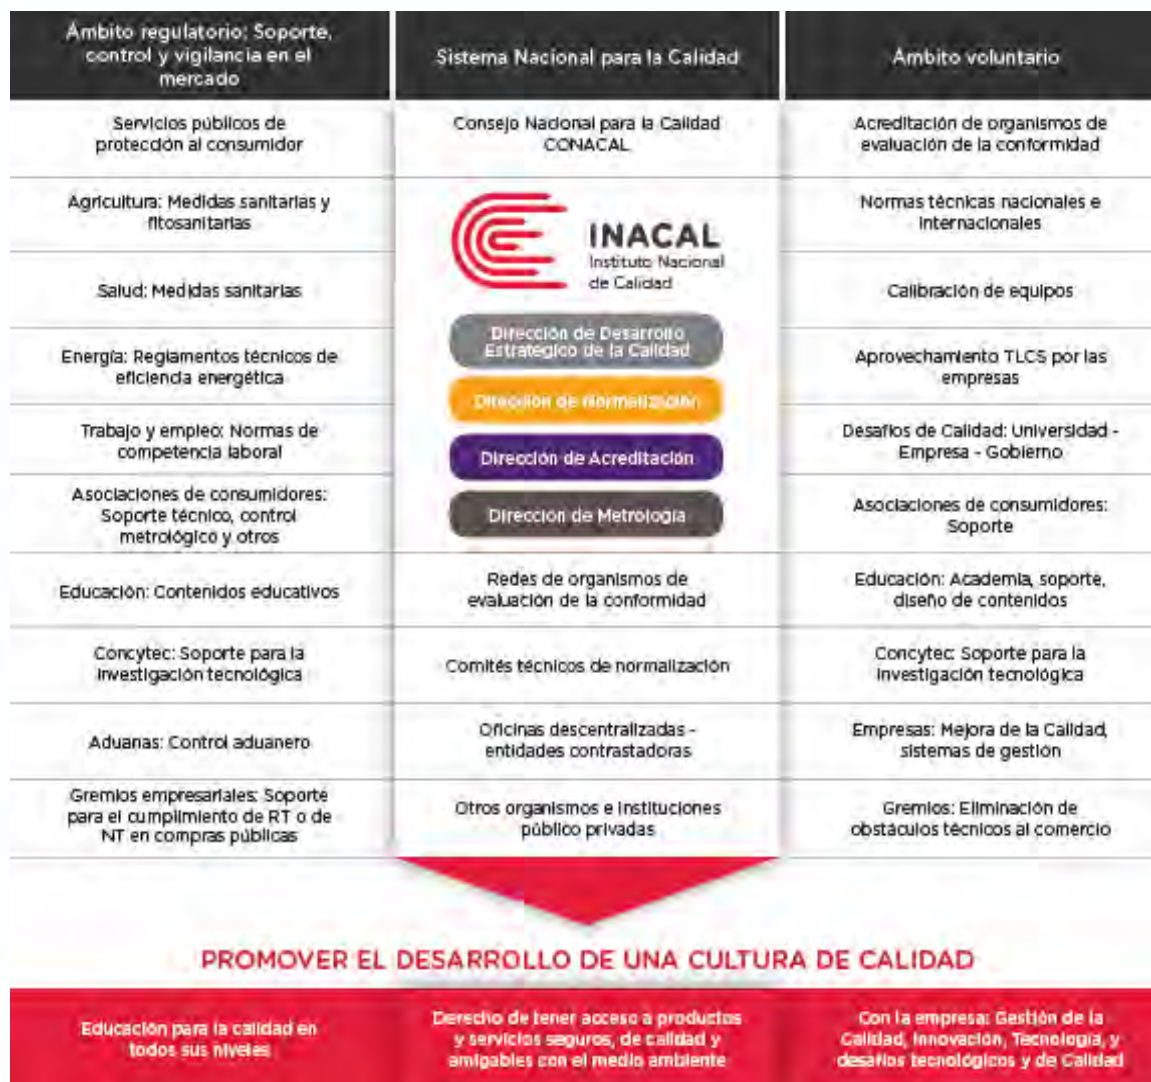 Ámbito regulatorio: Soporte,
control y vigilancia en el
mercado
Sistema Nacional para la Calidad
Ámbito voluntario
Servicios públicos de
protección al consumidor
Consejo Nacional para la Calidad
CONACAL
Acreditación de organismos de
evaluación de la conformidad
Agricultura: Medidas sanitarias y
fitosanitarias
INACAL
Instituto Nacional
de Calidad
Normas técnicas nacionales e
internacionales
Salud: Medidas sanitarias
Calibración de equipos
Dirección de Desarrollo
Estratégico de la Calidad
Energía: Reglamentos técnicos de
eficiencia energética
Aprovechamiento TLCS por las
empresas
Dirección de Normalización
Trabajo y empleo: Normas de
competencia laboral
Dirección de Acreditación
Desafíos de Calidad: Universidad -
Empresa - Gobierno
Asociaciones de consumidores:
Soporte técnico, control
metrológico y otros
Dirección de Metrología
Asociaciones de consumidores:
Soporte
Educación: Contenidos educativos
Redes de organismos de
evaluación de la conformidad
Educación: Academia, soporte,
diseño de contenidos
Concytec: Soporte para la
investigación tecnológica
Comités técnicos de normalización
Concytec: Soporte para la
investigación tecnológica
Aduanas: Control aduanero
Oficinas descentralizadas -
entidades contrastadoras
Empresas: Mejora de la Calidad,
sistemas de gestión
Gremios empresariales: Soporte
para el cumplimiento de RT o de
NT en compras públicas
Otros organismos e instituciones
público privadas
Gremios: Eliminación de
obstáculos técnicos al comercio
PROMOVER EL DESARROLLO DE UNA CULTURA DE CALIDAD
Educación para la calidad en
todos sus niveles
Derecho de tener acceso a productos
y servicios seguros, de calidad y
amigables con el medio ambiente
Con la empresa: Gestión de la
Calidad, Innovación, Tecnología, y
desafíos tecnológicos y de Calidad